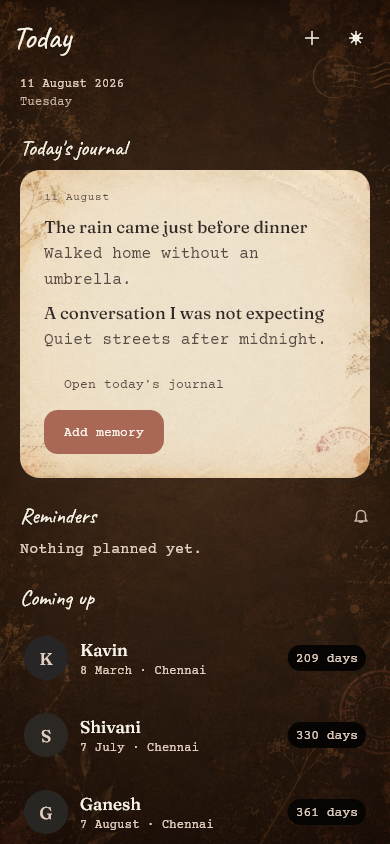 Today
11 August 2026
Tuesday
Today's journal
11 August
The rain came just before dinner
Walked home without an
umbrella.
A conversation I was not expecting
Quiet streets after midnight.
Open today's journal
Add memory
Reminders
Nothing planned yet.
Coming up
K
Kavin
8 March · Chennai
209 days
S
Shivani
7 July · Chennai
330 days
G
Ganesh
7 August · Chennai
361 days